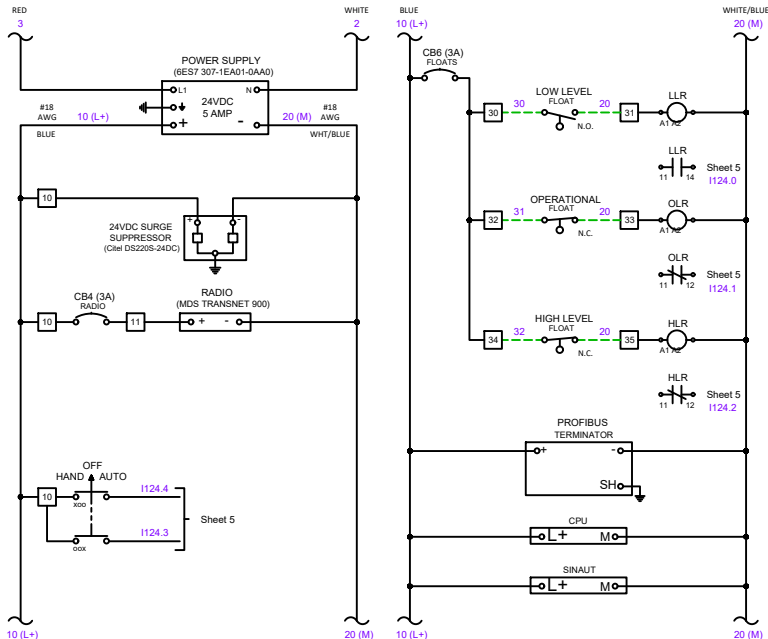 RED
3
WHITE
2
POWER SUPPLY
(6ES7 307-1EA01-0AA0)
L1 N
24VDC
5 AMP
+ -
#18
AWG
10 (L+)
BLUE
20 (M)
#18
AWG
WHT/BLUE
10
+ -
24VDC SURGE
SUPPRESSOR
(Citel DS220S-24DC)
CB4 (3A)
RADIO
10
11
RADIO
(MDS TRANSNET 900)
+ -
OFF
HAND AUTO
10
XOO
I124.4
OOX
I124.3
Sheet 5
10 (L+)
20 (M)
BLUE
10 (L+)
WHITE/BLUE
20 (M)
CB6 (3A)
FLOATS
LOW LEVEL
FLOAT
30
30
20
31
N.O.
LLR
A1 A2
LLR
11 14
Sheet 5
I124.0
OPERATIONAL
FLOAT
32
31
20
33
N.C.
OLR
A1 A2
OLR
11 12
Sheet 5
I124.1
HIGH LEVEL
FLOAT
34
32
20
35
N.C.
HLR
A1 A2
HLR
11 12
Sheet 5
I124.2
PROFIBUS
TERMINATOR
+ -
SH
CPU
L+ M
SINAUT
L+ M
10 (L+)
20 (M)